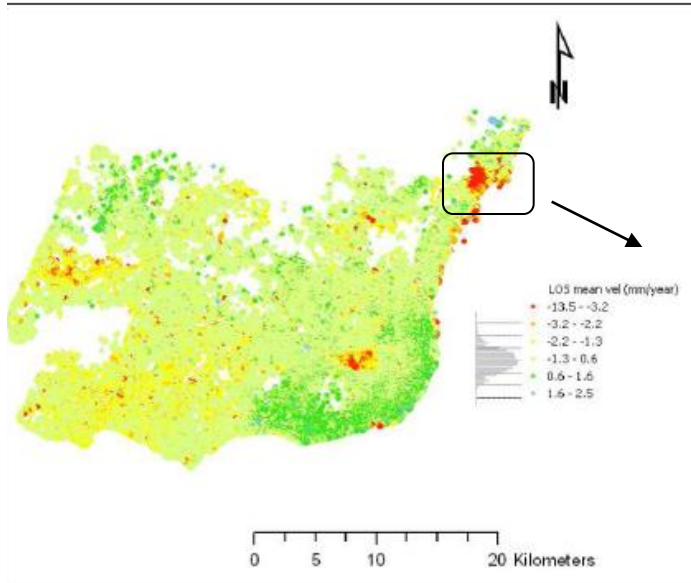 N
LOS mean vel (mm/year)
-13.5 - -3.2
-3.2 - -2.2
-2.2 - -1.3
-1.3 - 0.6
0.6 - 1.6
1.6 - 2.5
0 5 10 20 Kilometers